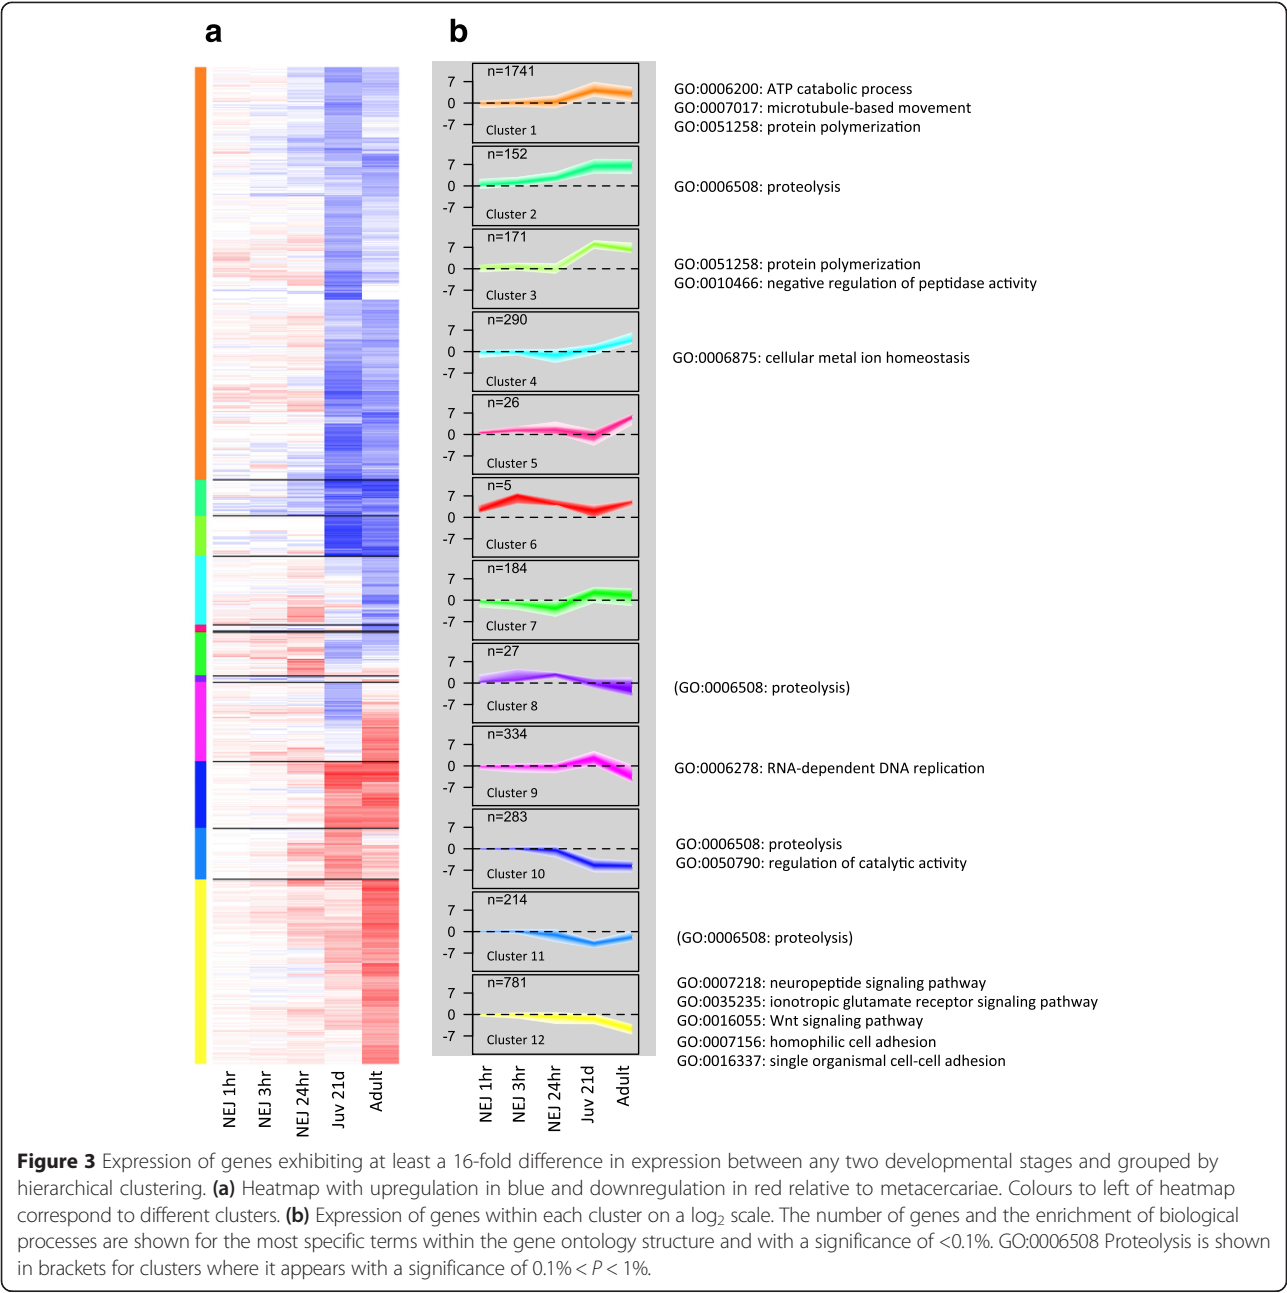 a
b
n=1741
7
0
-7
Cluster 1
GO:0006200: ATP catabolic process
GO:0007017: microtubule-based movement
GO:0051258: protein polymerization
n=152
7
0
-7
Cluster 2
GO:0006508: proteolysis
n=171
7
0
-7
Cluster 3
GO:0051258: protein polymerization
GO:0010466: negative regulation of peptidase activity
n=290
7
0
-7
Cluster 4
GO:0006875: cellular metal ion homeostasis
n=26
7
0
-7
Cluster 5
n=5
7
0
-7
Cluster 6
n=184
7
0
-7
Cluster 7
n=27
7
0
-7
Cluster 8
(GO:0006508: proteolysis)
n=334
7
0
-7
Cluster 9
GO:0006278: RNA-dependent DNA replication
n=283
7
0
-7
Cluster 10
GO:0006508: proteolysis
GO:0050790: regulation of catalytic activity
n=214
7
0
-7
Cluster 11
(GO:0006508: proteolysis)
n=781
7
0
-7
Cluster 12
GO:0007218: neuropeptide signaling pathway
GO:0035235: ionotropic glutamate receptor signaling pathway
GO:0016055: Wnt signaling pathway
GO:0007156: homophilic cell adhesion
GO:0016337: single organismal cell-cell adhesion
NEJ 1hr
NEJ 3hr
NEJ 24hr
Juv 21d
Adult
NEJ 1hr
NEJ 3hr
NEJ 24hr
Juv 21d
Adult
Figure 3 Expression of genes exhibiting at least a 16-fold difference in expression between any two developmental stages and grouped by
hierarchical clustering. (a) Heatmap with upregulation in blue and downregulation in red relative to metacercariae. Colours to left of heatmap
correspond to different clusters. (b) Expression of genes within each cluster on a log2 scale. The number of genes and the enrichment of biological
processes are shown for the most specific terms within the gene ontology structure and with a significance of <0.1%. GO:0006508 Proteolysis is shown
in brackets for clusters where it appears with a significance of 0.1% < P < 1%.